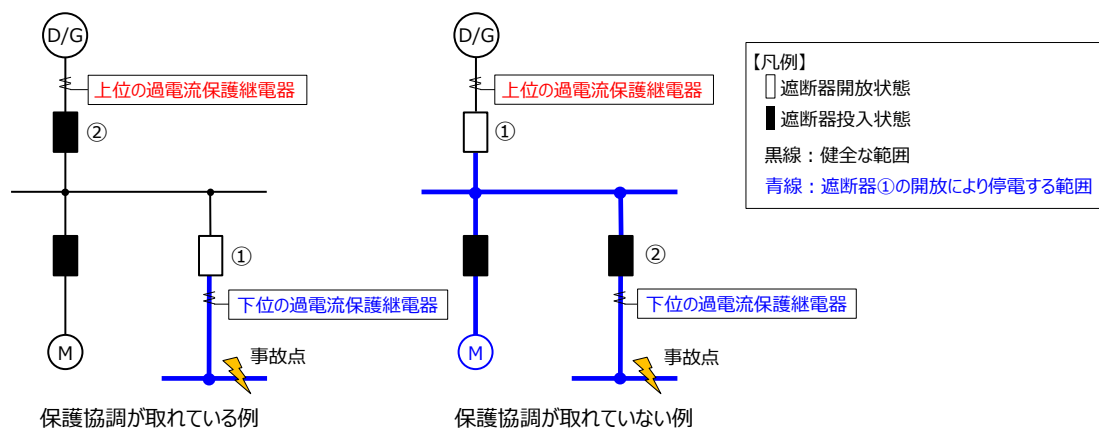 D/G
上位の過電流保護継電器
②
①
下位の過電流保護継電器
M
事故点
保護協調が取れている例
D/G
上位の過電流保護継電器
①
②
下位の過電流保護継電器
M
事故点
保護協調が取れていない例
【凡例】
遮断器開放状態
遮断器投入状態
黒線：健全な範囲
青線：遮断器①の開放により停電する範囲